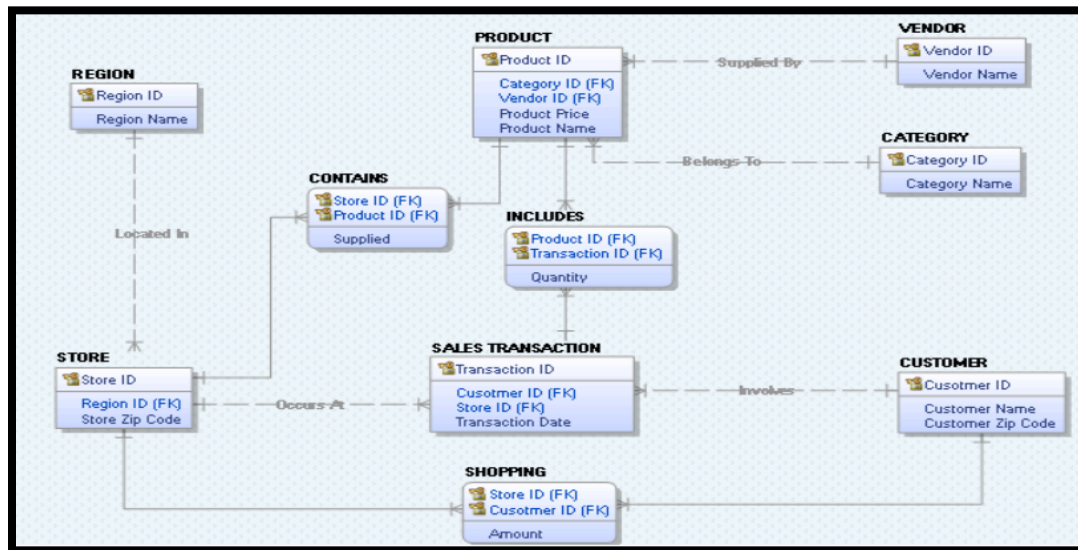 PRODUCT
Product ID
Category ID (FK)
Vendor ID (FK)
Product Price
Product Name
VENDOR
Vendor ID
Vendor Name
Supplied By
REGION
Region ID
Region Name
CATEGORY
Category ID
Category Name
Belongs To
CONTAINS
Store ID (FK)
Product ID (FK)
Supplied
INCLUDES
Product ID (FK)
Transaction ID (FK)
Quantity
Located In
STORE
Store ID
Region ID (FK)
Store Zip Code
Occurs At
SALES TRANSACTION
Transaction ID
Cusotmer ID (FK)
Store ID (FK)
Transaction Date
Involves
CUSTOMER
Cusotmer ID
Customer Name
Customer Zip Code
SHOPPING
Store ID (FK)
Cusotmer ID (FK)
Amount